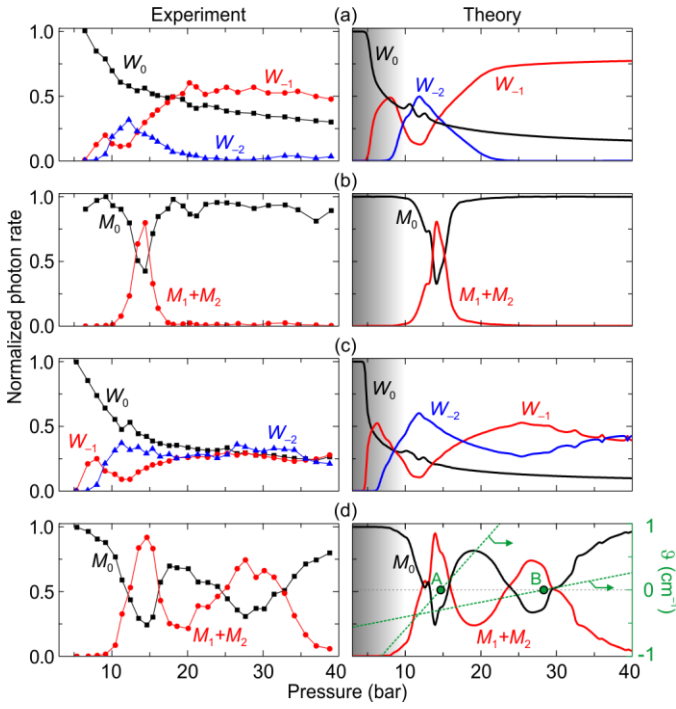 Experiment (a) Theory
1.0
W₀ W₀
W₋₁ W₋₁
0.5
W₋₂ W₋₂
0.0
(b)
1.0
M₀ M₀
0.5
M₁+M₂ M₁+M₂
0.0
(c)
1.0
W₀ W₀
0.5
W₋₁ W₋₂ W₋₂ W₋₁
0.0
(d)
1.0 1
M₀ M₀
0.5 A B 0
M₁+M₂ M₁+M₂
0.0 -1
10 20 30 10 20 30 40
Pressure (bar)
Normalized photon rate
ϑ (cm⁻¹)